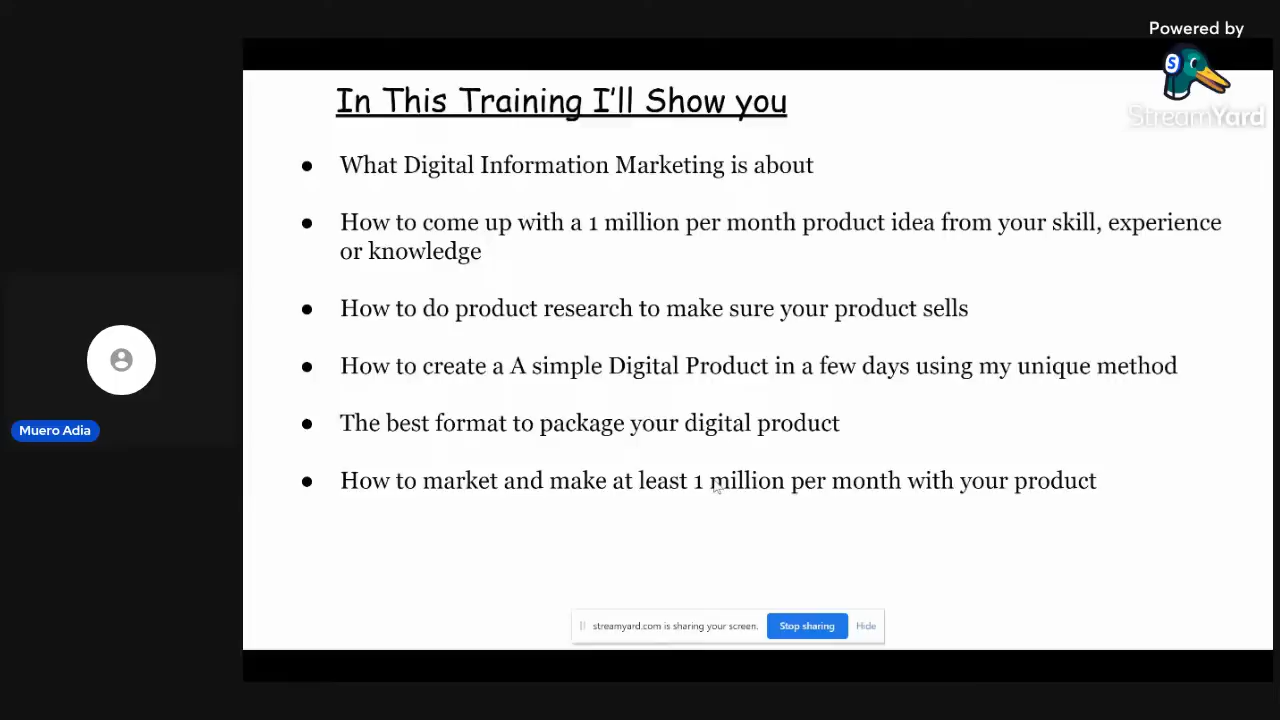 Powered by
S
StreamYard
In This Training I'll Show you
● What Digital Information Marketing is about
● How to come up with a 1 million per month product idea from your skill, experience
or knowledge
● How to do product research to make sure your product sells
● How to create a A simple Digital Product in a few days using my unique method
● The best format to package your digital product
● How to market and make at least 1 million per month with your product
Muero Adia
streamyard.com is sharing your screen. Stop sharing Hide